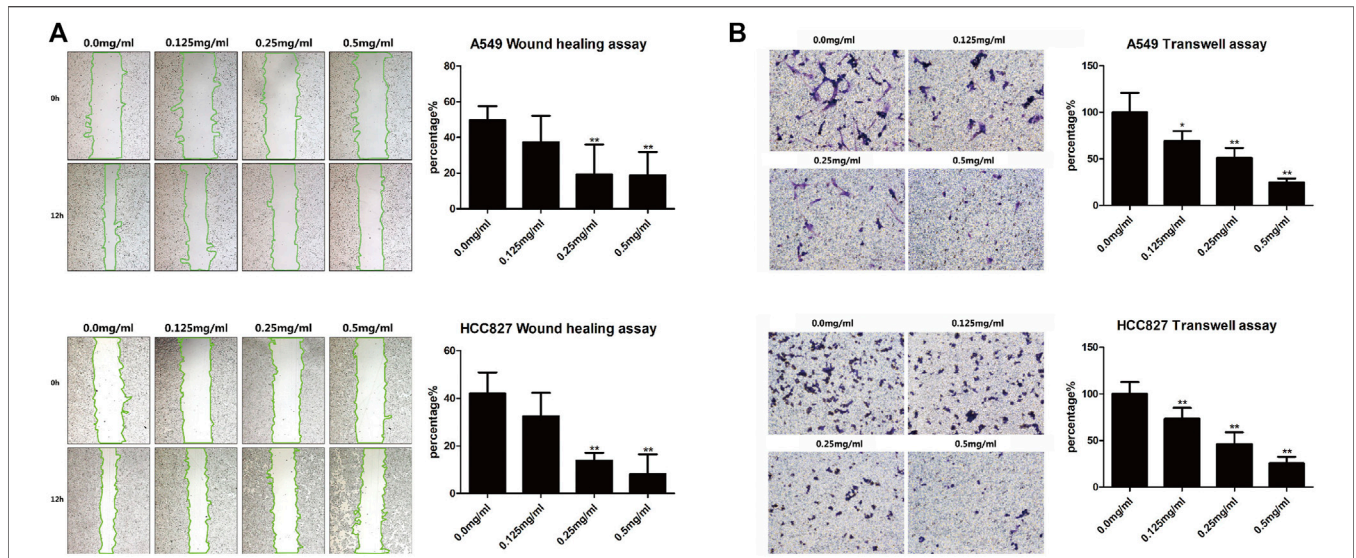 A
0.0mg/ml 0.125mg/ml 0.25mg/ml 0.5mg/ml
0h
12h
A549 Wound healing assay
percentage%
80
60
40
20
0
** **
0.0mg/ml 0.125mg/ml 0.25mg/ml 0.5mg/ml
0.0mg/ml 0.125mg/ml 0.25mg/ml 0.5mg/ml
0h
12h
HCC827 Wound healing assay
percentage%
60
40
20
0
** **
0.0mg/ml 0.125mg/ml 0.25mg/ml 0.5mg/ml
B
0.0mg/ml 0.125mg/ml
0.25mg/ml 0.5mg/ml
A549 Transwell assay
percentage%
150
100
50
0
* ** **
0.0mg/ml 0.125mg/ml 0.25mg/ml 0.5mg/ml
0.0mg/ml 0.125mg/ml
0.25mg/ml 0.5mg/ml
HCC827 Transwell assay
percentage%
150
100
50
0
** ** **
0.0mg/ml 0.125mg/ml 0.25mg/ml 0.5mg/ml